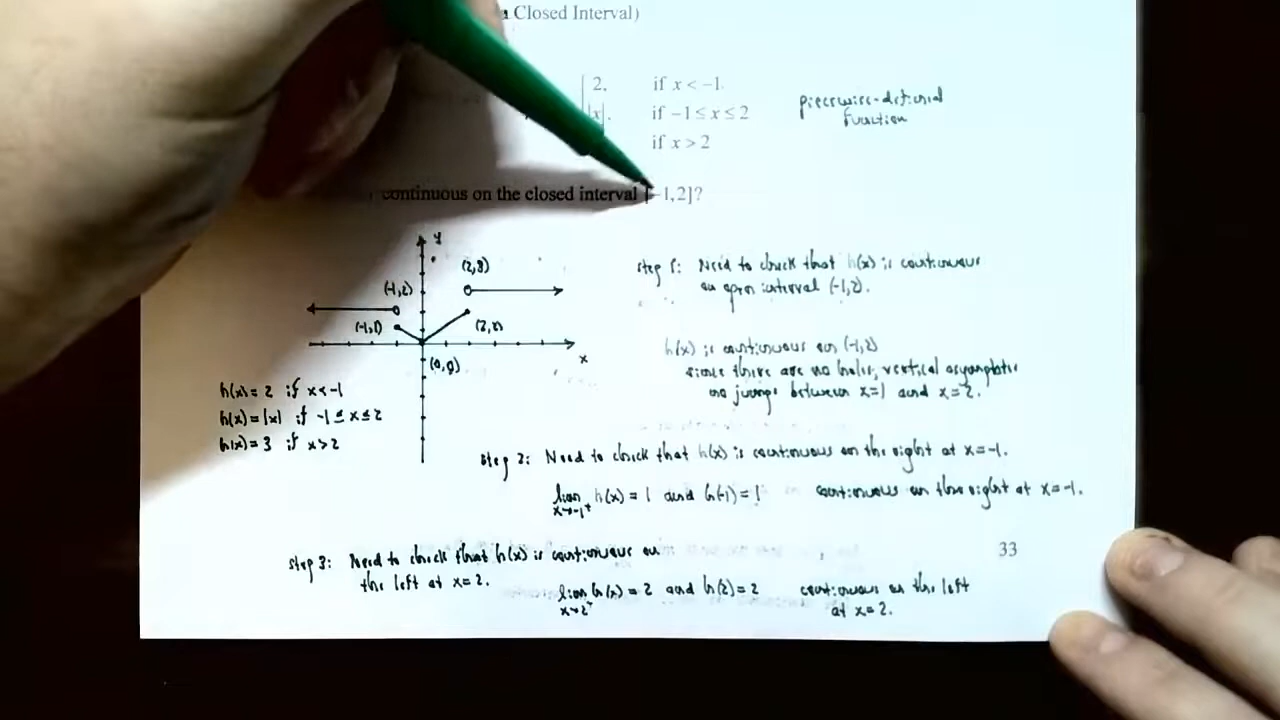 Closed Interval)
2, if x < −1.
|x|. if −1 ≤ x ≤ 2
if x > 2
piecewise-defined
function
continuous on the closed interval [−1,2]?
y
(2,3)
(-1,2)
(-1,1)
(2,2)
x
(0,0)
h(x) = 2 if x < -1
h(x) = |x| if -1 ≤ x ≤ 2
h(x) = 3 if x > 2
Step 1: Need to check that h(x) is continuous
on open interval (-1,2).
h(x) is continuous on (-1,2)
since there are no holes, vertical asymptotes
no jumps between x=1 and x=2.
Step 2: Need to check that h(x) is continuous on the right at x=-1.
lim h(x) = 1 and h(-1) = 1 continuous on the right at x=-1.
x→-1⁺
Step 3: Need to check that h(x) is continuous on
the left at x=2.
lim h(x) = 2 and h(2) = 2 continuous on the left
at x=2.
33